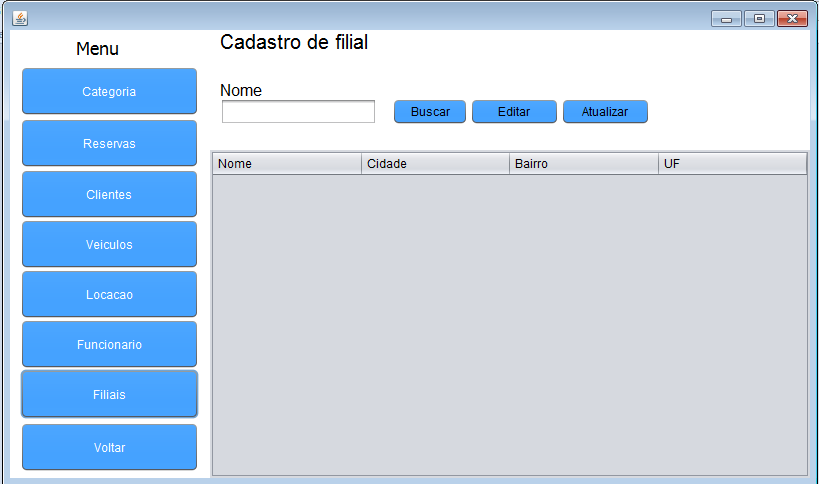 Menu
Categoria
Reservas
Clientes
Veiculos
Locacao
Funcionario
Filiais
Voltar
Cadastro de filial
Nome
Buscar Editar Atualizar
Nome Cidade Bairro UF